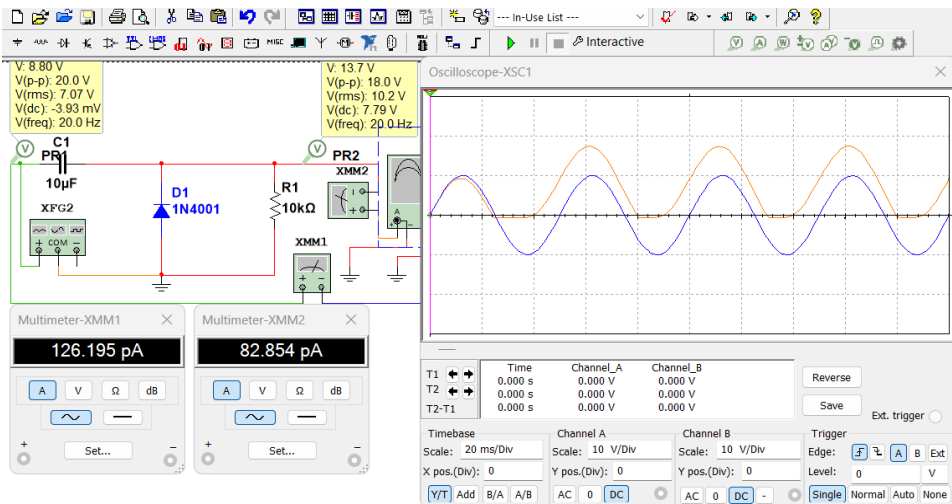 --- In-Use List ---
MISC
Interactive
V A W V A V
V: 8.80 V
V(p-p): 20.0 V
V(rms): 7.07 V
V(dc): -3.93 mV
V(freq): 20.0 Hz
V: 13.7 V
V(p-p): 18.0 V
V(rms): 10.2 V
V(dc): 7.79 V
V(freq): 20.0 Hz
V
C1
PR1
10µF
V
PR2
XMM2
D1
1N4001
R1
10kΩ
XFG2
+ COM -
XMM1
+ -
A
Oscilloscope-XSC1
Multimeter-XMM1
126.195 pA
A V Ω dB
Set...
+ -
Multimeter-XMM2
82.854 pA
A V Ω dB
Set...
+ -
T1
T2
T2-T1
Time Channel_A Channel_B
0.000 s 0.000 V 0.000 V
0.000 s 0.000 V 0.000 V
0.000 s 0.000 V 0.000 V
Reverse
Save
Ext. trigger
Timebase
Scale: 20 ms/Div
X pos.(Div): 0
Y/T Add B/A A/B
Channel A
Scale: 10 V/Div
Y pos.(Div): 0
AC 0 DC
Channel B
Scale: 10 V/Div
Y pos.(Div): 0
AC 0 DC -
Trigger
Edge: A B Ext
Level: 0 V
Single Normal Auto None